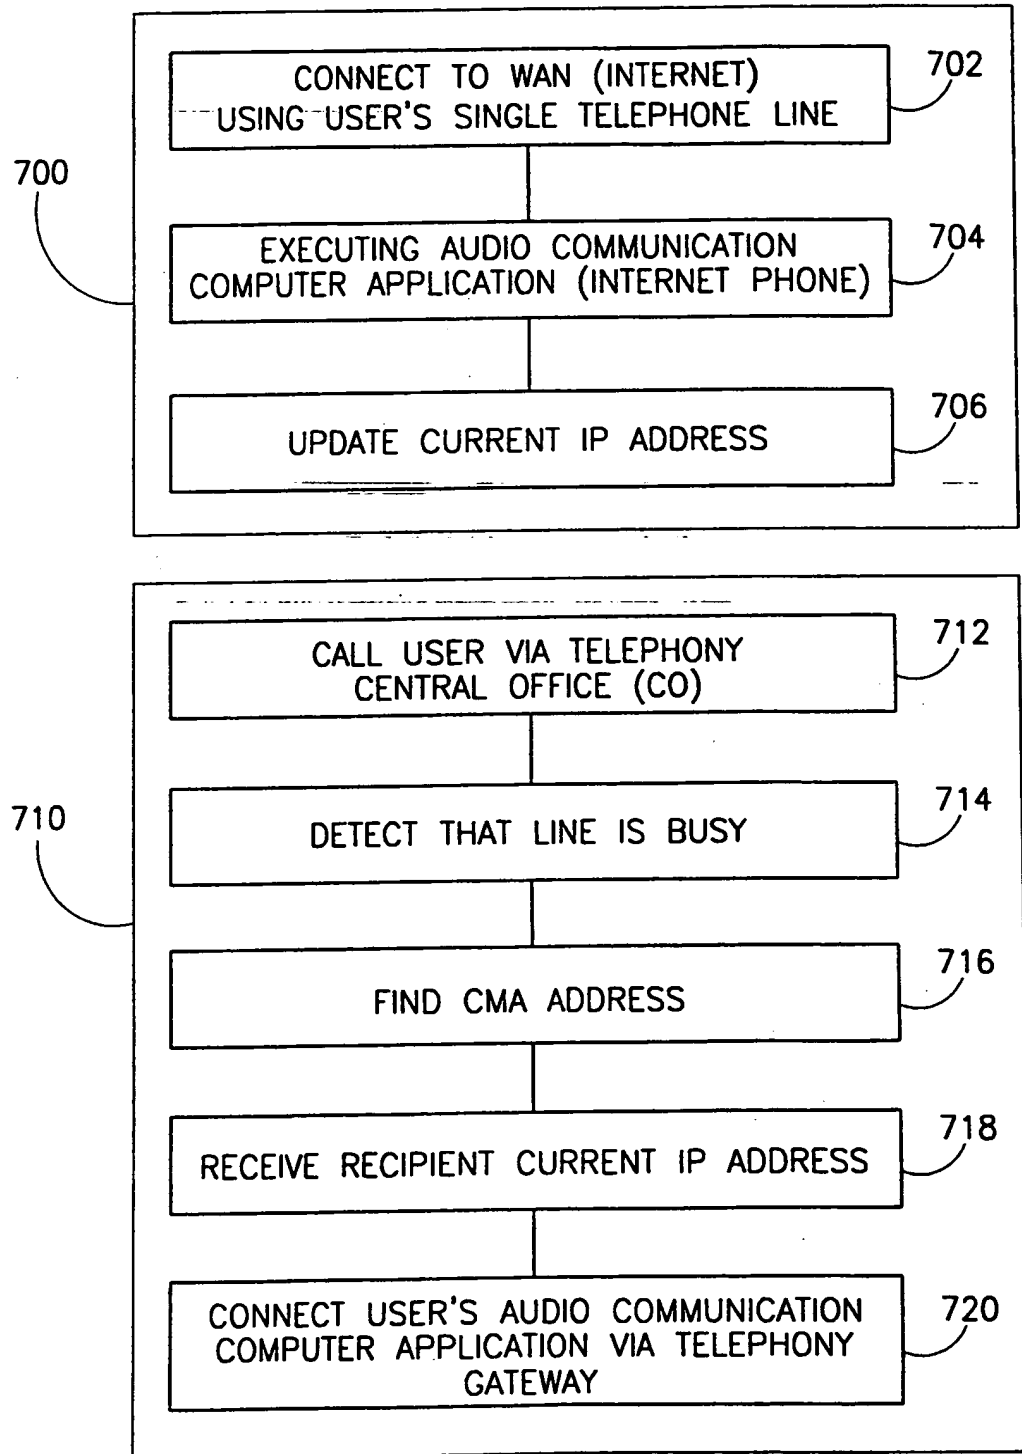 702
CONNECT TO WAN (INTERNET)
USING USER'S SINGLE TELEPHONE LINE
700
704
EXECUTING AUDIO COMMUNICATION
COMPUTER APPLICATION (INTERNET PHONE)
706
UPDATE CURRENT IP ADDRESS
712
CALL USER VIA TELEPHONY
CENTRAL OFFICE (CO)
714
710
DETECT THAT LINE IS BUSY
716
FIND CMA ADDRESS
718
RECEIVE RECIPIENT CURRENT IP ADDRESS
720
CONNECT USER'S AUDIO COMMUNICATION
COMPUTER APPLICATION VIA TELEPHONY
GATEWAY